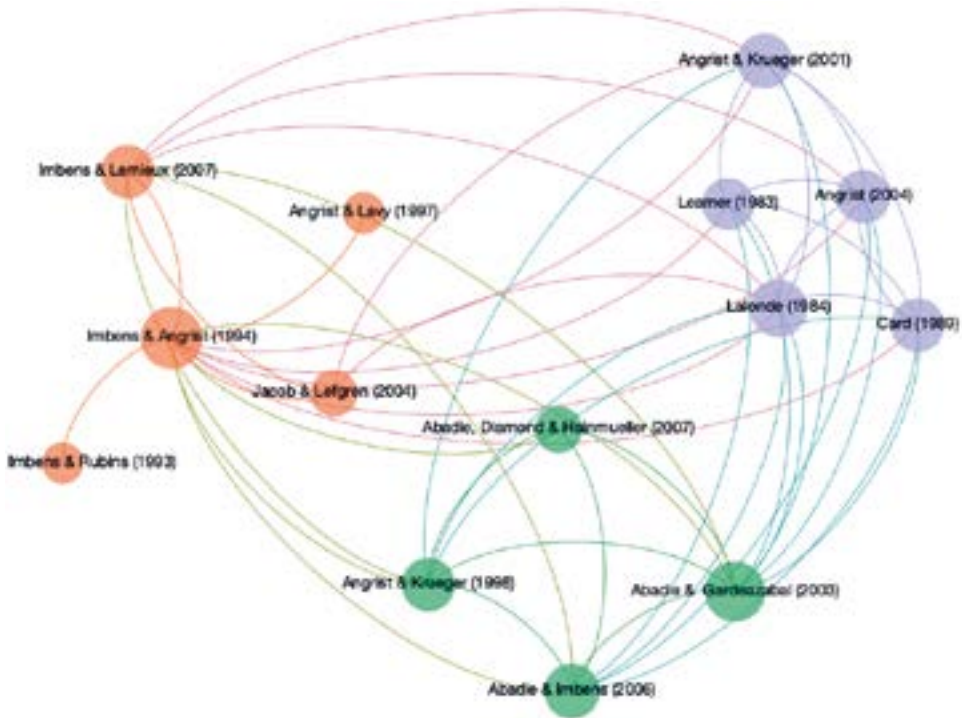 Angrist & Krueger (2001)
Imbens & Lemieux (2007)
Angrist & Lavy (1997)
Leamer (1983)
Angrist (2004)
Lalonde (1984)
Card (1989)
Imbens & Angrist (1994)
Jacob & Lefgren (2004)
Abadie, Diamond & Hainmueller (2007)
Imbens & Rubins (1993)
Angrist & Krueger (1998)
Abadie & Gardeazabal (2003)
Abadie & Imbens (2006)